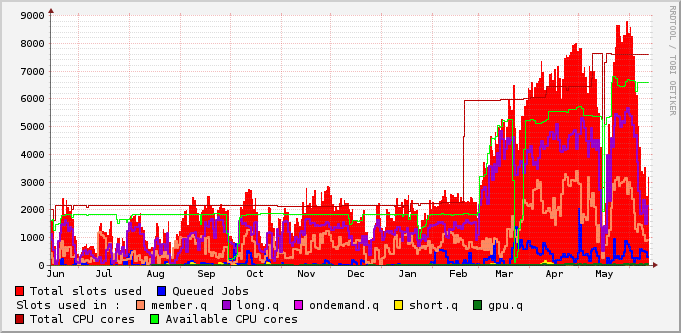 9000
8000
7000
6000
5000
4000
3000
2000
1000
0
Jun Jul Aug Sep Oct Nov Dec Jan Feb Mar Apr May
RRDTOOL / TOBI OETIKER
Total slots used Queued Jobs
Slots used in : member.q long.q ondemand.q short.q gpu.q
Total CPU cores Available CPU cores